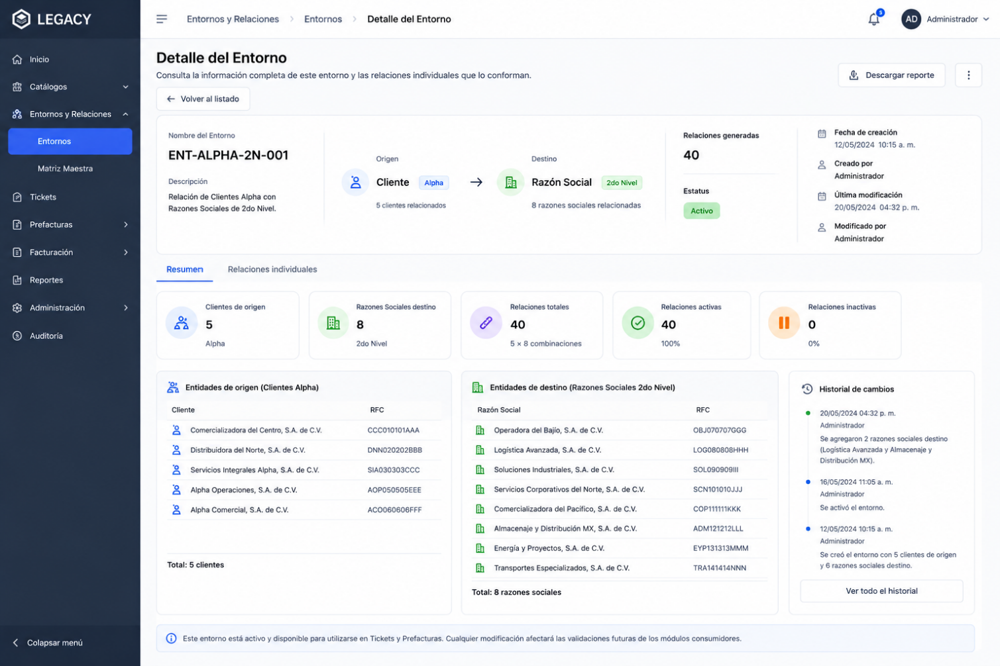 LEGACY
Entornos y Relaciones > Entornos > Detalle del Entorno
AD Administrador
Inicio
Catálogos
Entornos y Relaciones
Entornos
Matriz Maestra
Tickets
Prefacturas
Facturación
Reportes
Administración
Auditoría
Colapsar menú
Detalle del Entorno
Consulta la información completa de este entorno y las relaciones individuales que lo conforman.
Descargar reporte
Volver al listado
Nombre del Entorno
ENT-ALPHA-2N-001
Descripción
Relación de Clientes Alpha con
Razones Sociales de 2do Nivel.
Origen
Cliente Alpha
5 clientes relacionados
Destino
Razón Social 2do Nivel
8 razones sociales relacionadas
Relaciones generadas
40
Estatus
Activo
Fecha de creación
12/05/2024 10:15 a. m.
Creado por
Administrador
Última modificación
20/05/2024 04:32 p. m.
Modificado por
Administrador
Resumen
Relaciones individuales
Clientes de origen
5
Alpha
Razones Sociales destino
8
2do Nivel
Relaciones totales
40
5 × 8 combinaciones
Relaciones activas
40
100%
Relaciones inactivas
0
0%
Entidades de origen (Clientes Alpha)
Cliente RFC
Comercializadora del Centro, S.A. de C.V. CCC010101AAA
Distribuidora del Norte, S.A. de C.V. DNN020202BBB
Servicios Integrales Alpha, S.A. de C.V. SIA030303CCC
Alpha Operaciones, S.A. de C.V. AOP050505EEE
Alpha Comercial, S.A. de C.V. ACO060606FFF
Total: 5 clientes
Entidades de destino (Razones Sociales 2do Nivel)
Razón Social RFC
Operadora del Bajío, S.A. de C.V. OBJ070707GGG
Logística Avanzada, S.A. de C.V. LOG080808HHH
Soluciones Industriales, S.A. de C.V. SOL090909III
Servicios Corporativos del Norte, S.A. de C.V. SCN101010JJJ
Comercializadora del Pacífico, S.A. de C.V. COP111111KKK
Almacenaje y Distribución MX, S.A. de C.V. ADM121212LLL
Energía y Proyectos, S.A. de C.V. EYP131313MMM
Transportes Especializados, S.A. de C.V. TRA141414NNN
Total: 8 razones sociales
Historial de cambios
20/05/2024 04:32 p. m.
Administrador
Se agregaron 2 razones sociales destino
(Logística Avanzada y Almacenaje y
Distribución MX).
16/05/2024 11:05 a. m.
Administrador
Se activó el entorno.
12/05/2024 10:15 a. m.
Administrador
Se creó el entorno con 5 clientes de origen
y 6 razones sociales destino.
Ver todo el historial
Este entorno está activo y disponible para utilizarse en Tickets y Prefacturas. Cualquier modificación afectará las validaciones futuras de los módulos consumidores.